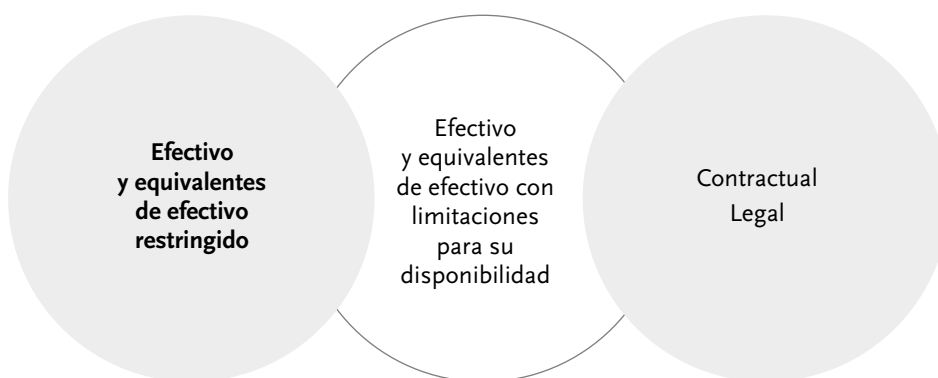 Efectivo
y equivalentes
de efectivo
restringido
Efectivo
y equivalentes
de efectivo con
limitaciones
para su
disponibilidad
Contractual
Legal